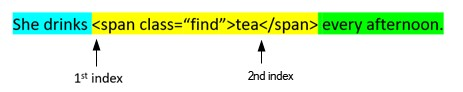 She drinks <span class=“find”>tea</span> every afternoon.
1st index
2nd index